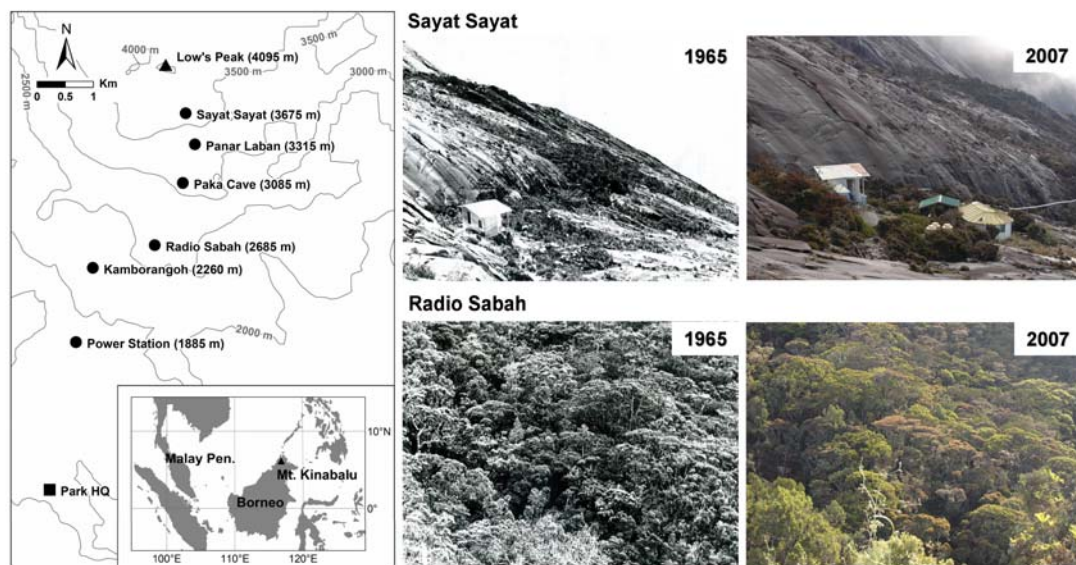 N
4000 m
3500 m
Low's Peak (4095 m)
2500 m
3500 m
3000 m
Km
0 0.5 1
Sayat Sayat (3675 m)
Panar Laban (3315 m)
Paka Cave (3085 m)
Radio Sabah (2685 m)
Kamborangoh (2260 m)
2000 m
Power Station (1885 m)
Park HQ
10°N
Malay Pen.
Mt. Kinabalu
Borneo
0°
100°E 110°E 120°E
Sayat Sayat
1965
2007
Radio Sabah
1965
2007